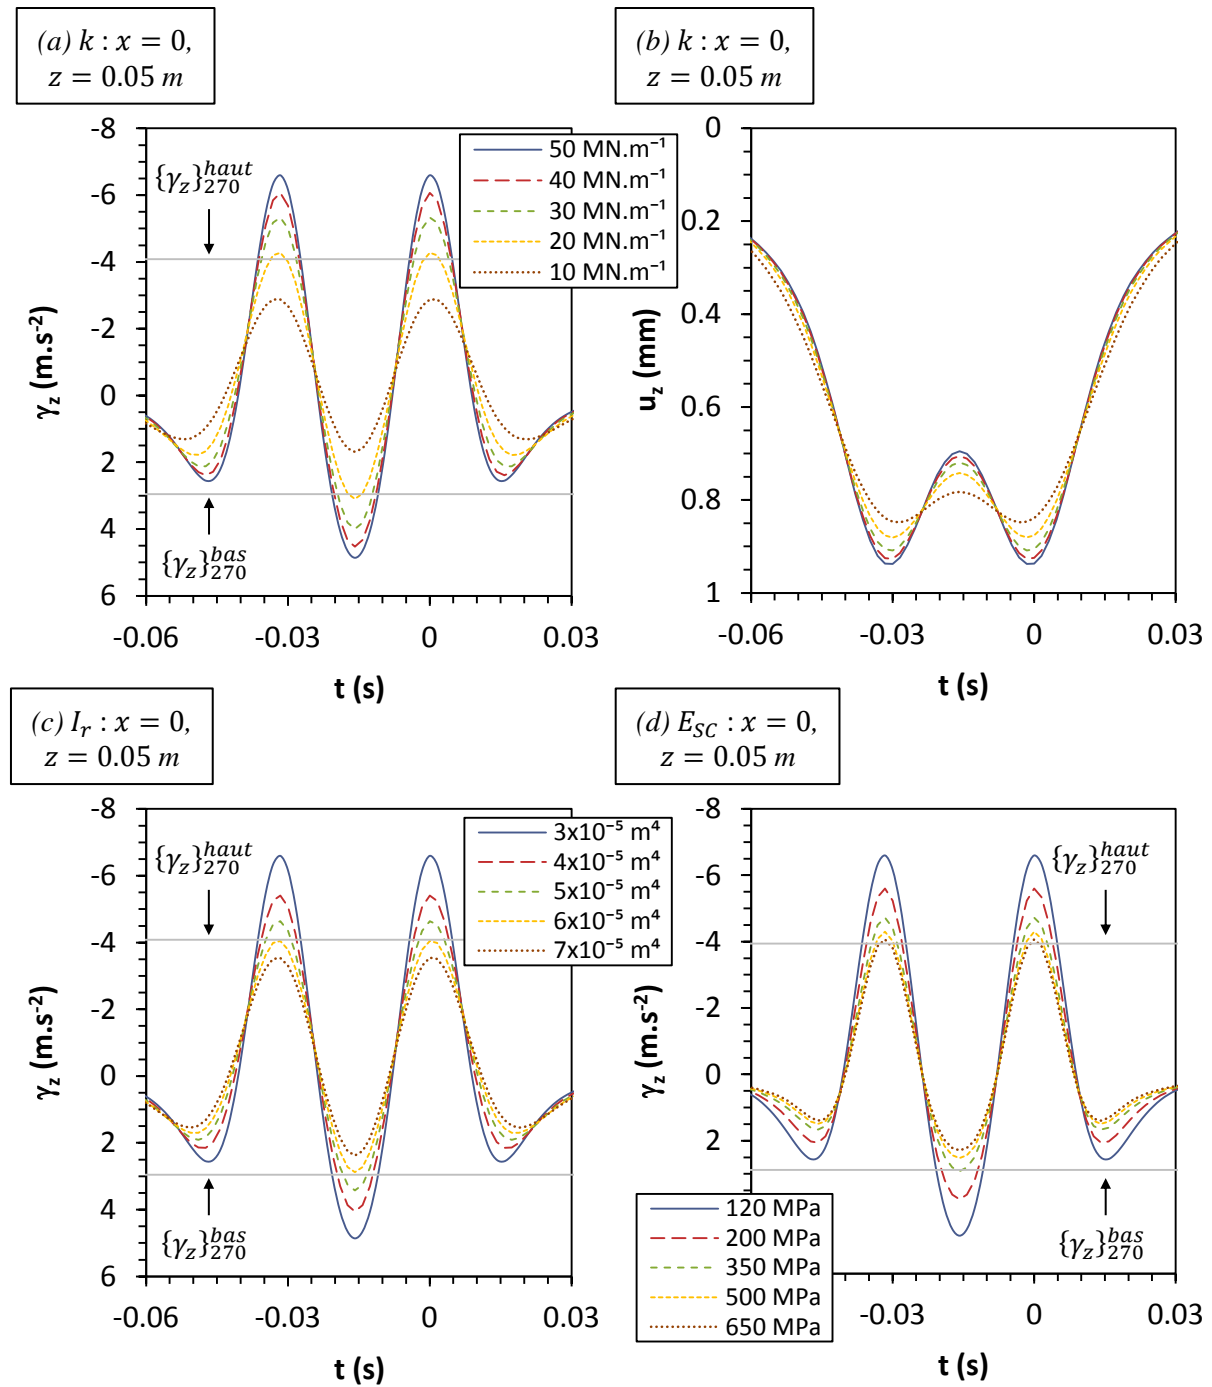 (a) k : x = 0,
z = 0.05 m
-8
-6
-4
-2
0
2
4
6
γz (m.s-2)
{γz}270haut
{γz}270bas
50 MN.m⁻¹
40 MN.m⁻¹
30 MN.m⁻¹
20 MN.m⁻¹
10 MN.m⁻¹
-0.06
-0.03
0
0.03
t (s)
(b) k : x = 0,
z = 0.05 m
0
0.2
0.4
0.6
0.8
1
uz (mm)
-0.06
-0.03
0
0.03
t (s)
(c) Ir : x = 0,
z = 0.05 m
-8
-6
-4
-2
0
2
4
6
γz (m.s-2)
{γz}270haut
{γz}270bas
3x10⁻⁵ m⁴
4x10⁻⁵ m⁴
5x10⁻⁵ m⁴
6x10⁻⁵ m⁴
7x10⁻⁵ m⁴
-0.06
-0.03
0
0.03
t (s)
(d) ESC : x = 0,
z = 0.05 m
-8
-6
-4
-2
0
2
γz (m.s-2)
{γz}270haut
{γz}270bas
120 MPa
200 MPa
350 MPa
500 MPa
650 MPa
-0.03
0
0.03
t (s)